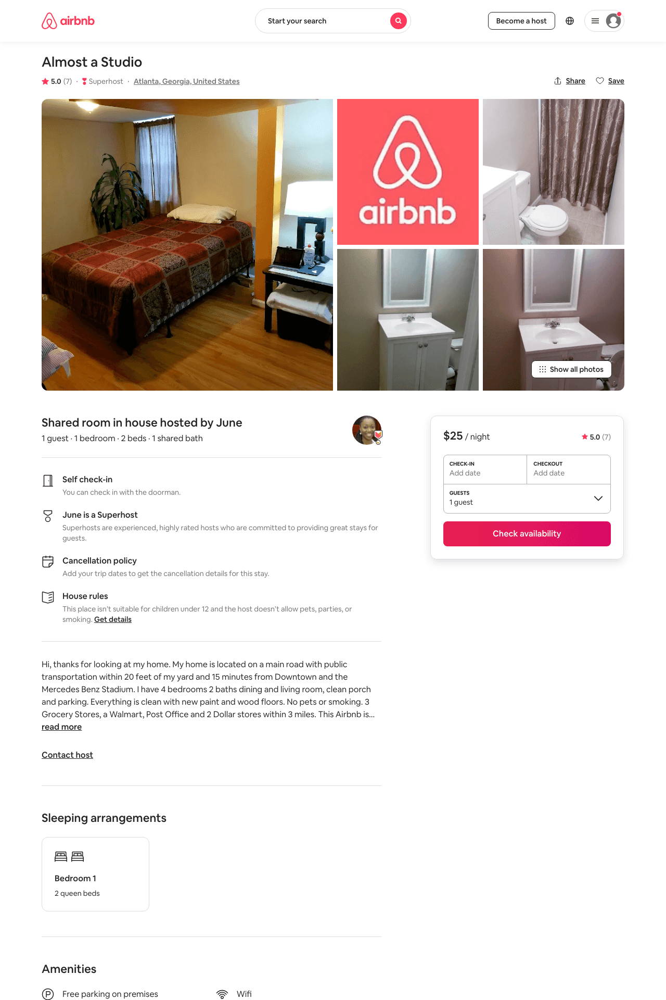 airbnb
Start your search
Become a host
Almost a Studio
5.0 (7) · Superhost · Atlanta, Georgia, United States
Share
Save
airbnb
Show all photos
Shared room in house hosted by June
1 guest · 1 bedroom · 2 beds · 1 shared bath
$25 / night
5.0 (7)
CHECK-IN
Add date
CHECKOUT
Add date
GUESTS
1 guest
Check availability
Self check-in
You can check in with the doorman.
June is a Superhost
Superhosts are experienced, highly rated hosts who are committed to providing great stays for
guests.
Cancellation policy
Add your trip dates to get the cancellation details for this stay.
House rules
This place isn’t suitable for children under 12 and the host doesn’t allow pets, parties, or
smoking. Get details
Hi, thanks for looking at my home. My home is located on a main road with public
transportation within 20 feet of my yard and 15 minutes from Downtown and the
Mercedes Benz Stadium. I have 4 bedrooms 2 baths dining and living room, clean porch
and parking. Everything is clean with new paint and wood floors. No pets or smoking. 3
Grocery Stores, a Walmart, Post Office and 2 Dollar stores within 3 miles. This Airbnb is…
read more
Contact host
Sleeping arrangements
Bedroom 1
2 queen beds
Amenities
Free parking on premises
Wifi